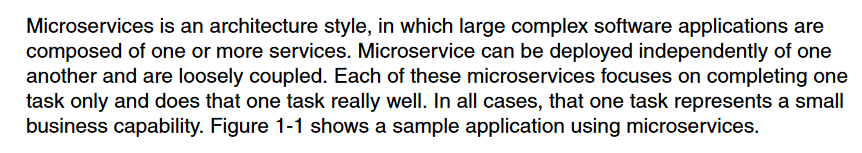 Microservices is an architecture style, in which large complex software applications are
composed of one or more services. Microservice can be deployed independently of one
another and are loosely coupled. Each of these microservices focuses on completing one
task only and does that one task really well. In all cases, that one task represents a small
business capability. Figure 1-1 shows a sample application using microservices.